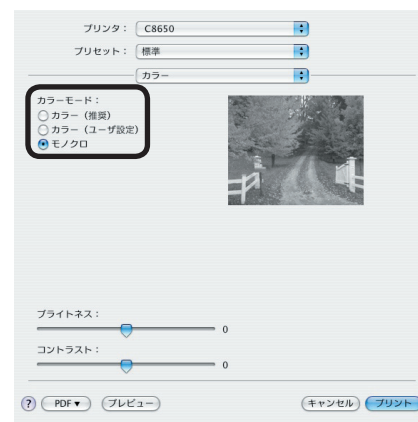 プリンタ： C8650
プリセット： 標準
カラー
カラーモード：
カラー（推奨）
カラー（ユーザ設定）
モノクロ
ブライトネス：
0
コントラスト：
0
? PDF▼ プレビュー キャンセル プリント